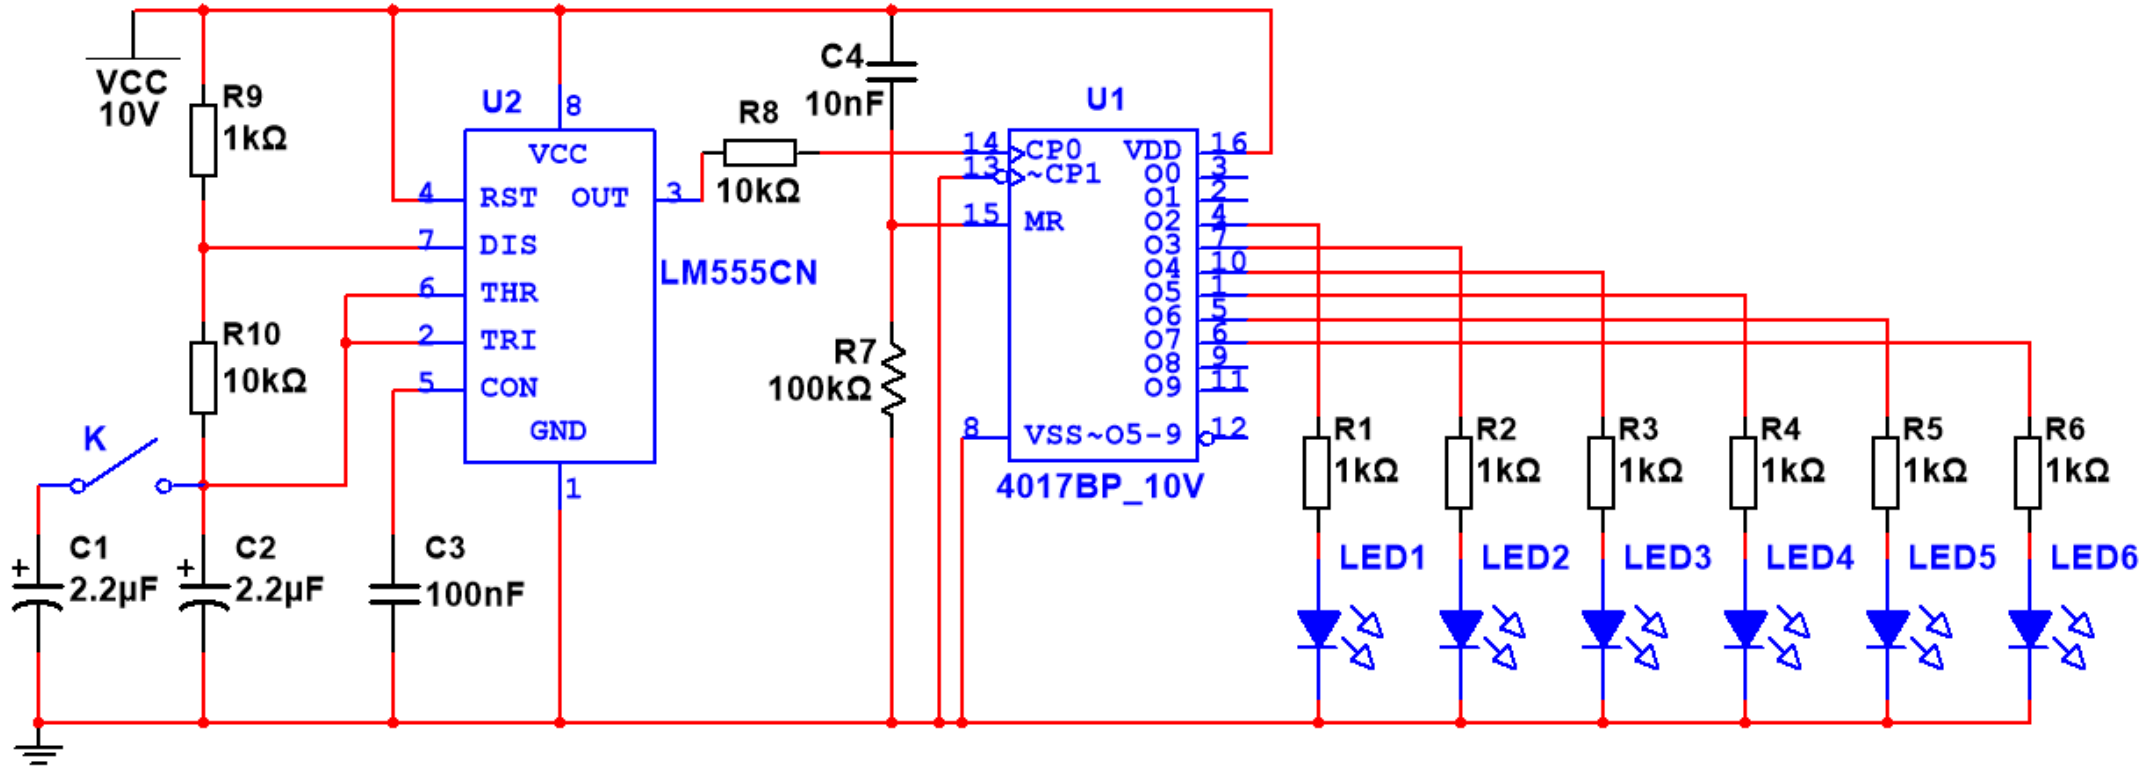 VCC
10V
R9
1kΩ
R10
10kΩ
K
C1
2.2µF
C2
2.2µF
C3
100nF
U2
8
VCC
4 RST OUT 3
7 DIS
6 THR
2 TRI
5 CON
GND
1
LM555CN
R8
10kΩ
C4
10nF
R7
100kΩ
U1
14 CP0 VDD 16
13 ~CP1 O0 3
O1 2
15 MR O2 4
O3 7
O4 10
O5 1
O6 5
O7 6
O8 9
O9 11
8 VSS ~O5-9 12
4017BP_10V
R1
1kΩ
R2
1kΩ
R3
1kΩ
R4
1kΩ
R5
1kΩ
R6
1kΩ
LED1
LED2
LED3
LED4
LED5
LED6
+
+